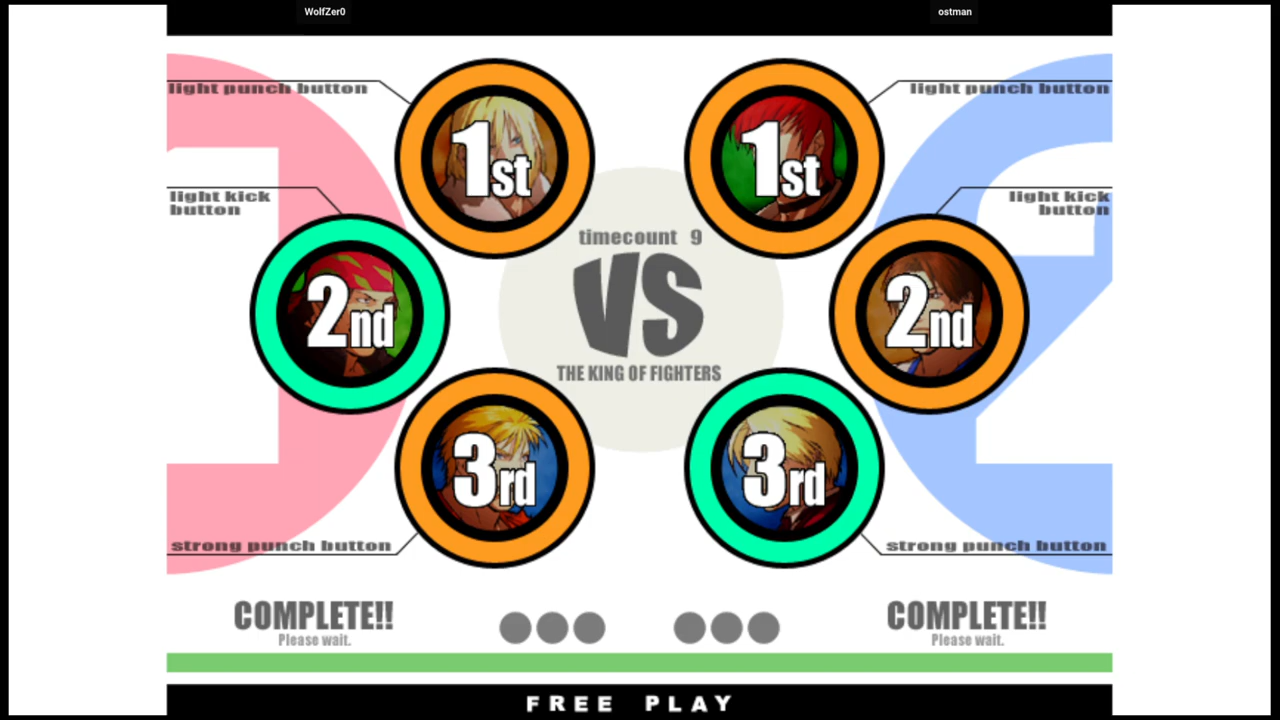 WolfZer0
ostman
light punch button
light punch button
1st
1st
light kick
button
light kick
button
timecount 9
VS
THE KING OF FIGHTERS
2nd
2nd
3rd
3rd
strong punch button
strong punch button
COMPLETE!!
Please wait.
COMPLETE!!
Please wait.
FREE PLAY